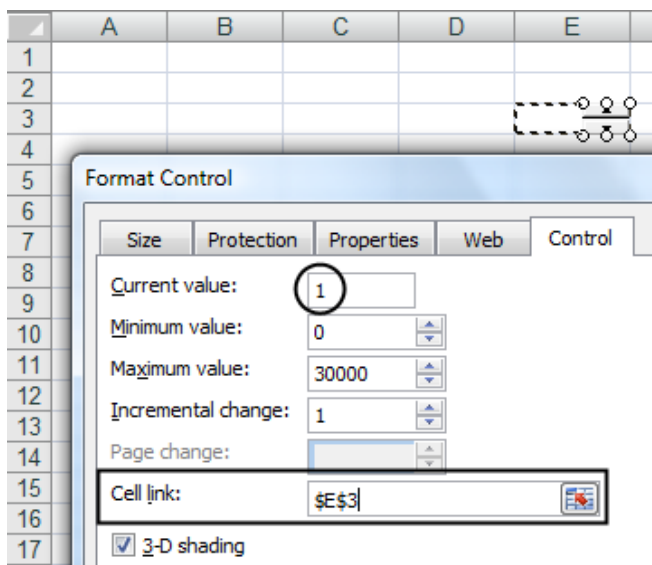 A B C D E
1
2
3
4
5 Format Control
6
7 Size Protection Properties Web Control
8 Current value: 1
9
10 Minimum value: 0
11 Maximum value: 30000
12
13 Incremental change: 1
14 Page change:
15 Cell link: $E$3
16
17 3-D shading